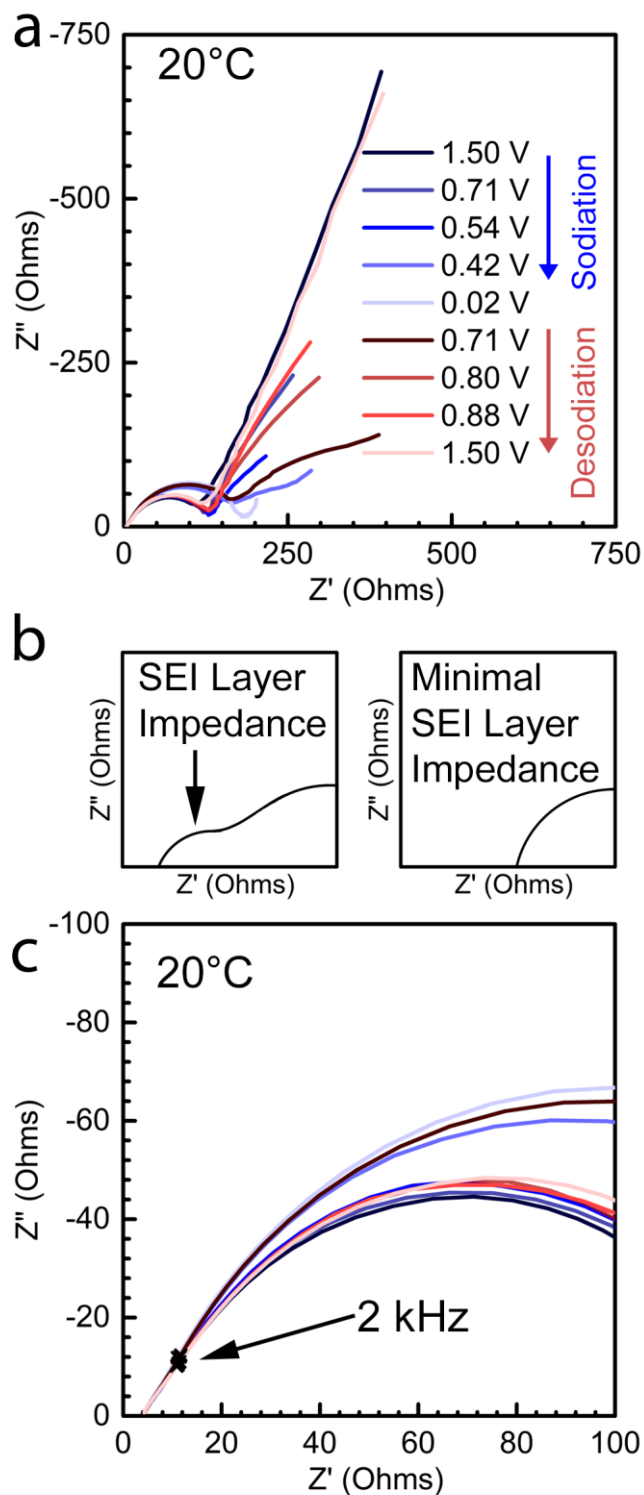 a
20°C
-750
-500
-250
0
Z" (Ohms)
1.50 V
0.71 V
0.54 V
0.42 V
0.02 V
0.71 V
0.80 V
0.88 V
1.50 V
Sodiation
Desodiation
0
250
500
750
Z' (Ohms)
b
SEI Layer
Impedance
Z" (Ohms)
Z' (Ohms)
Minimal
SEI Layer
Impedance
Z" (Ohms)
Z' (Ohms)
c
20°C
-100
-80
-60
-40
-20
0
Z" (Ohms)
2 kHz
0
20
40
60
80
100
Z' (Ohms)